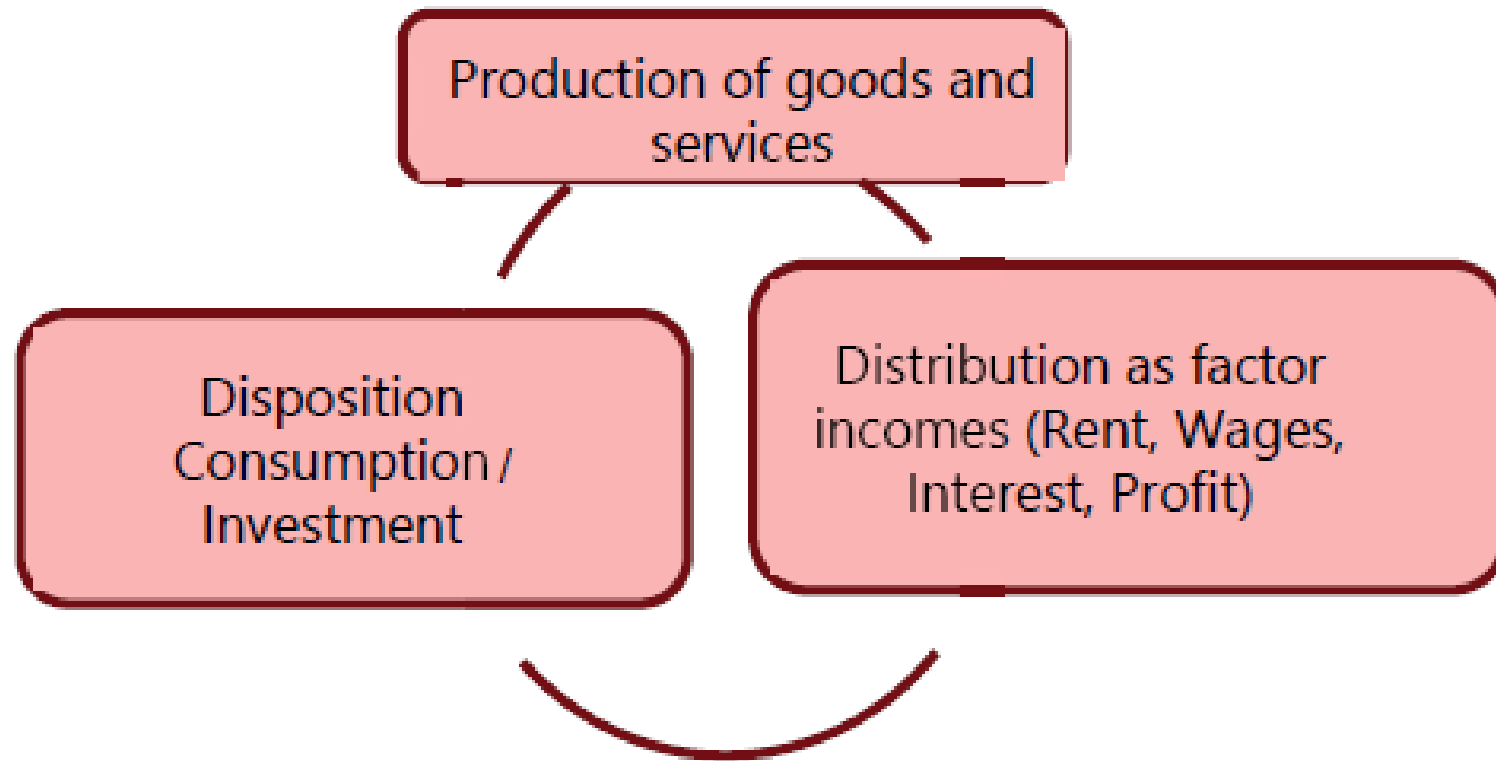 Production of goods and
services
Disposition
Consumption /
Investment
Distribution as factor
incomes (Rent, Wages,
Interest, Profit)